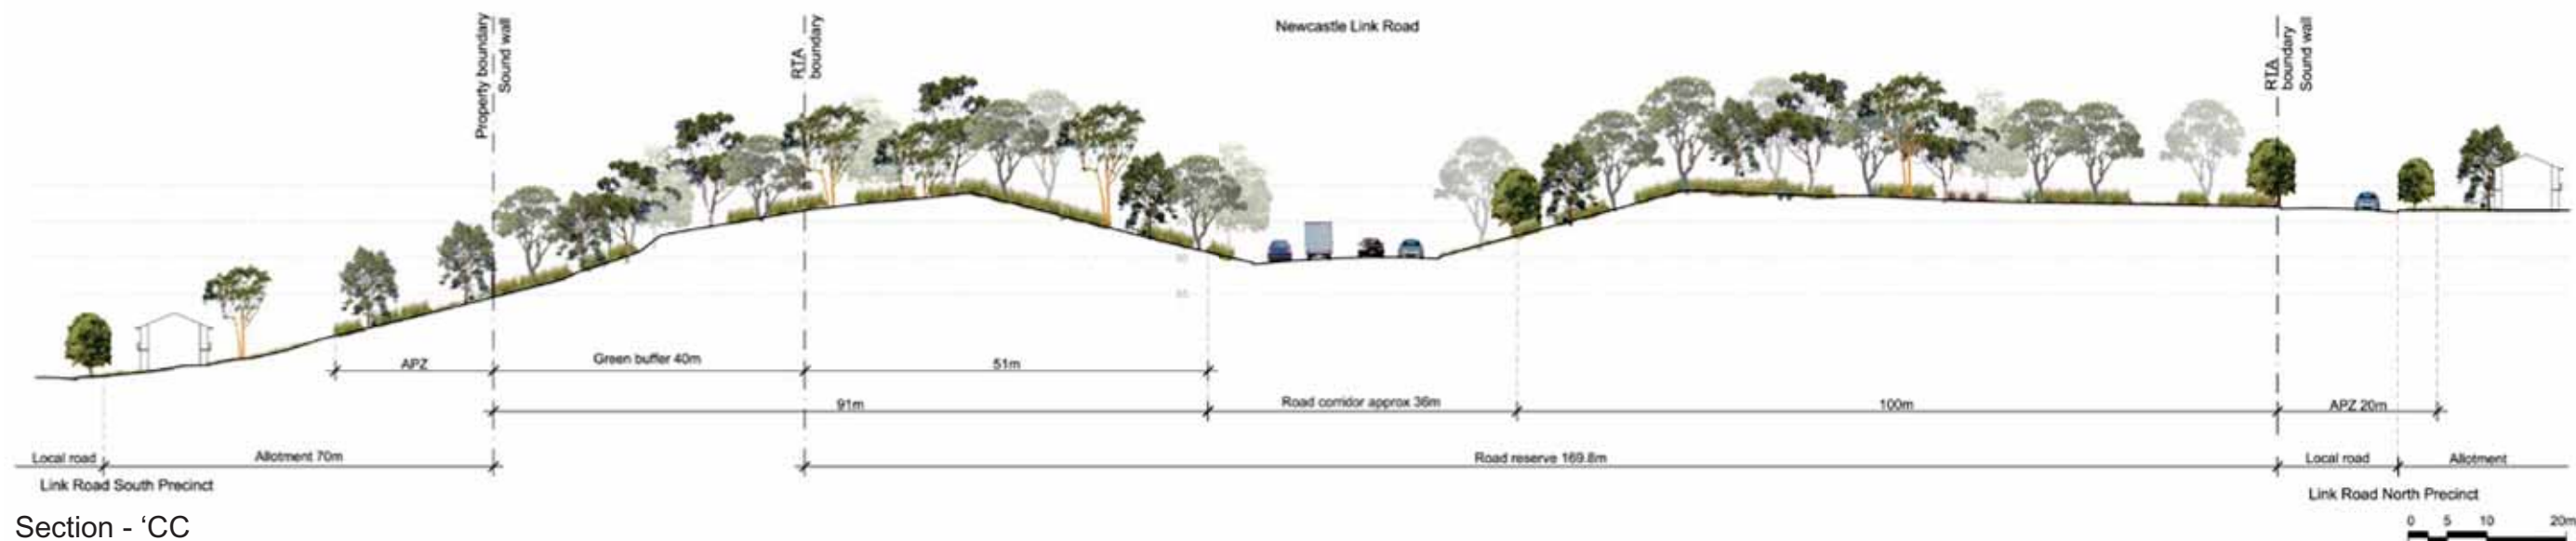 Newcastle Link Road
Property boundary
Sound wall
RTA
boundary
RTA
boundary
Sound wall
APZ
Green buffer 40m
51m
91m
Road corridor approx 36m
100m
APZ 20m
Local road
Allotment 70m
Road reserve 169.8m
Local road
Allotment
Link Road South Precinct
Link Road North Precinct
Section - ‘CC
0 5 10 20m